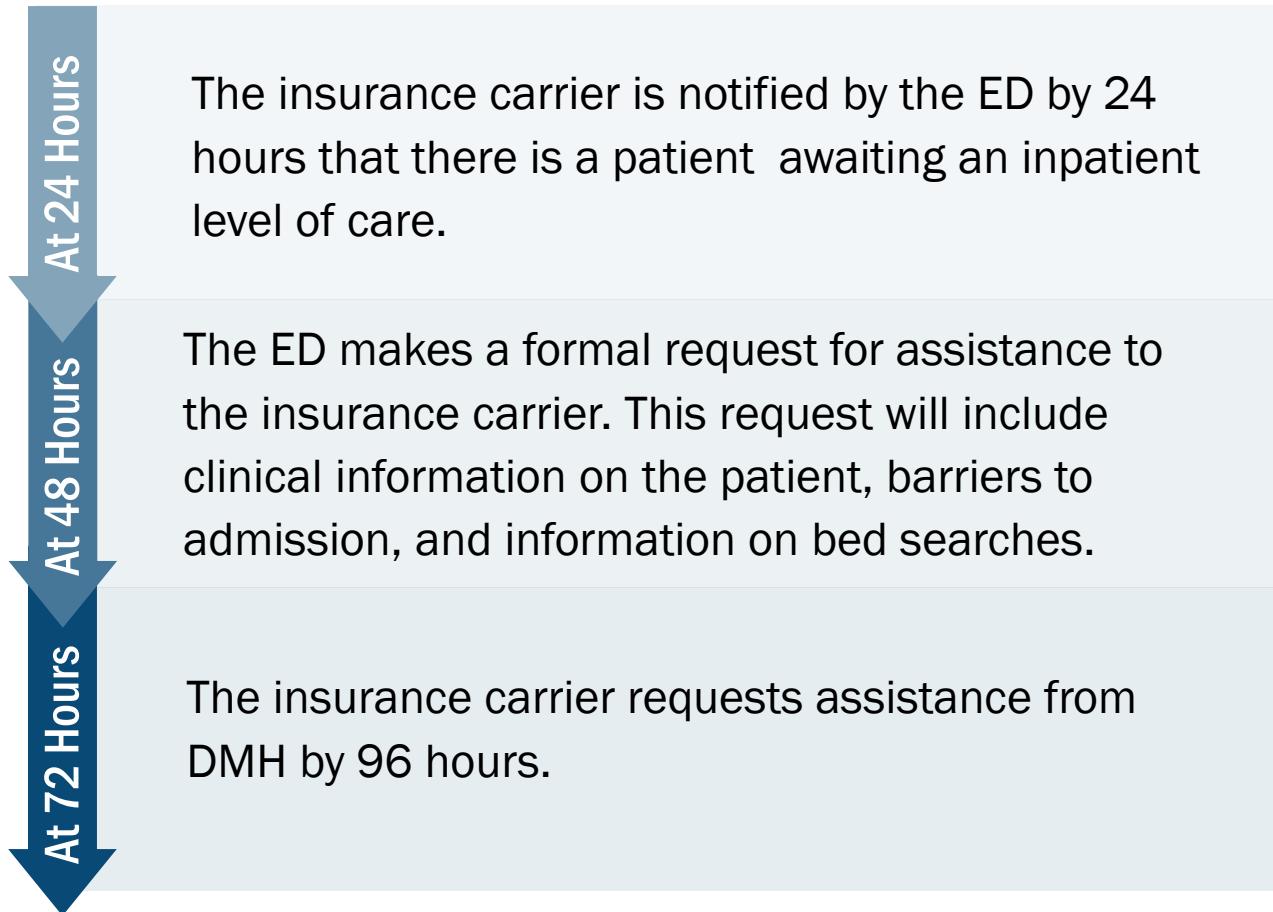 At 24 Hours
The insurance carrier is notified by the ED by 24
hours that there is a patient  awaiting an inpatient
level of care.
At 48 Hours
The ED makes a formal request for assistance to
the insurance carrier. This request will include
clinical information on the patient, barriers to
admission, and information on bed searches.
At 72 Hours
The insurance carrier requests assistance from
DMH by 96 hours.